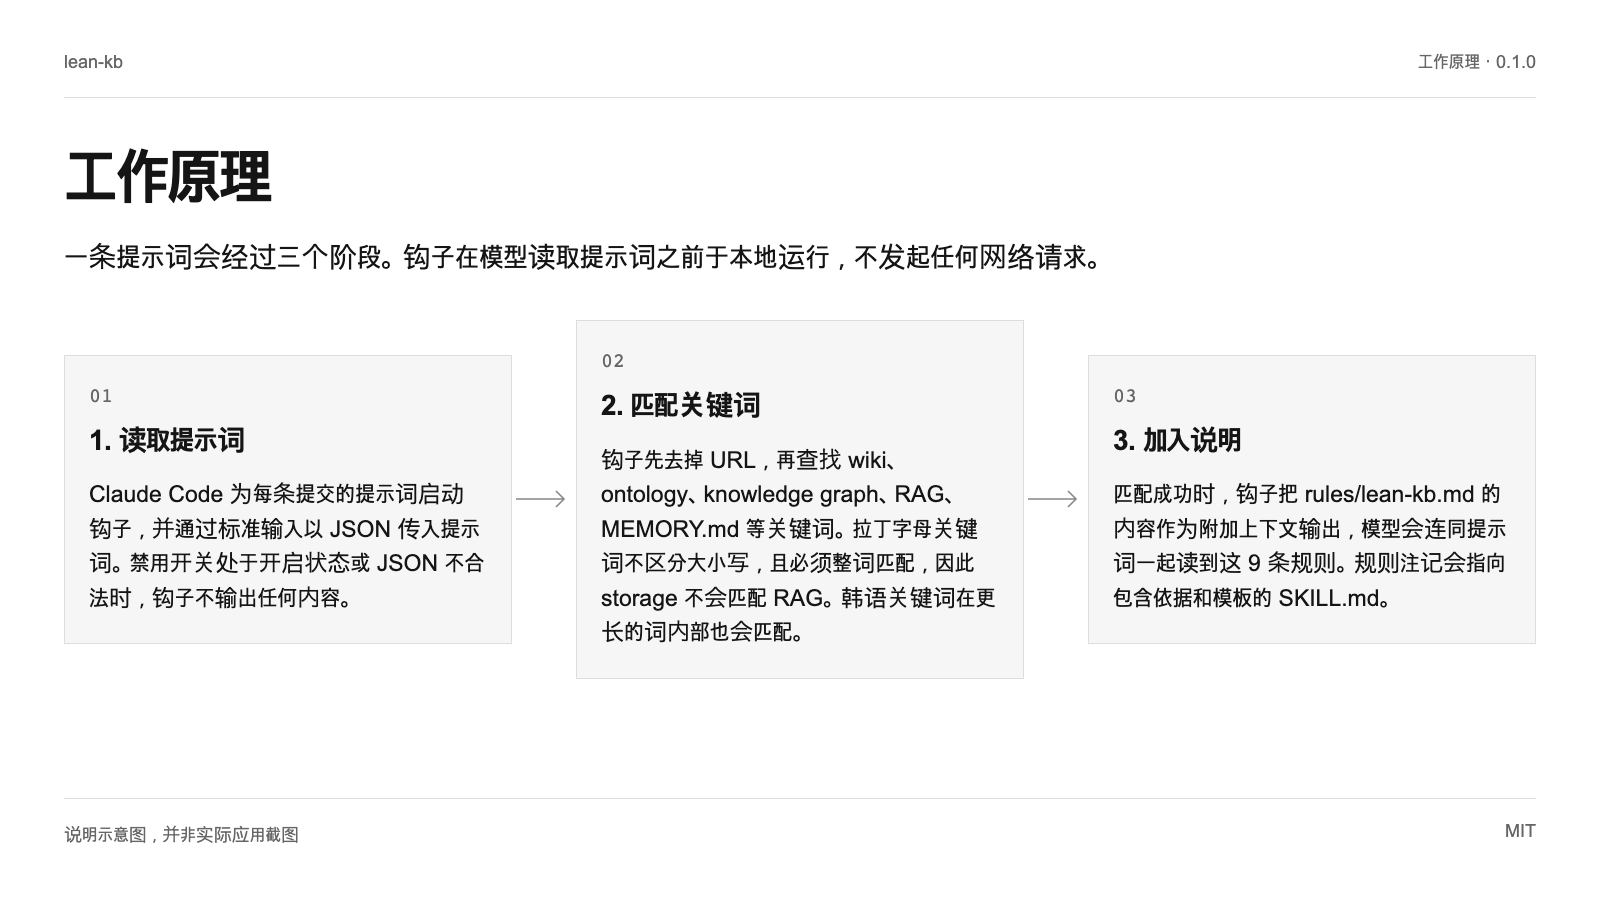 lean-kb
工作原理 · 0.1.0
工作原理
一条提示词会经过三个阶段。钩子在模型读取提示词之前于本地运行，不发起任何网络请求。
01
1. 读取提示词
Claude Code 为每条提交的提示词启动
钩子，并通过标准输入以 JSON 传入提示
词。禁用开关处于开启状态或 JSON 不合
法时，钩子不输出任何内容。
02
2. 匹配关键词
钩子先去掉 URL，再查找 wiki、
ontology、knowledge graph、RAG、
MEMORY.md 等关键词。拉丁字母关键
词不区分大小写，且必须整词匹配，因此
storage 不会匹配 RAG。韩语关键词在更
长的词内部也会匹配。
03
3. 加入说明
匹配成功时，钩子把 rules/lean-kb.md 的
内容作为附加上下文输出，模型会连同提示
词一起读到这 9 条规则。规则注记会指向
包含依据和模板的 SKILL.md。
说明示意图，并非实际应用截图
MIT